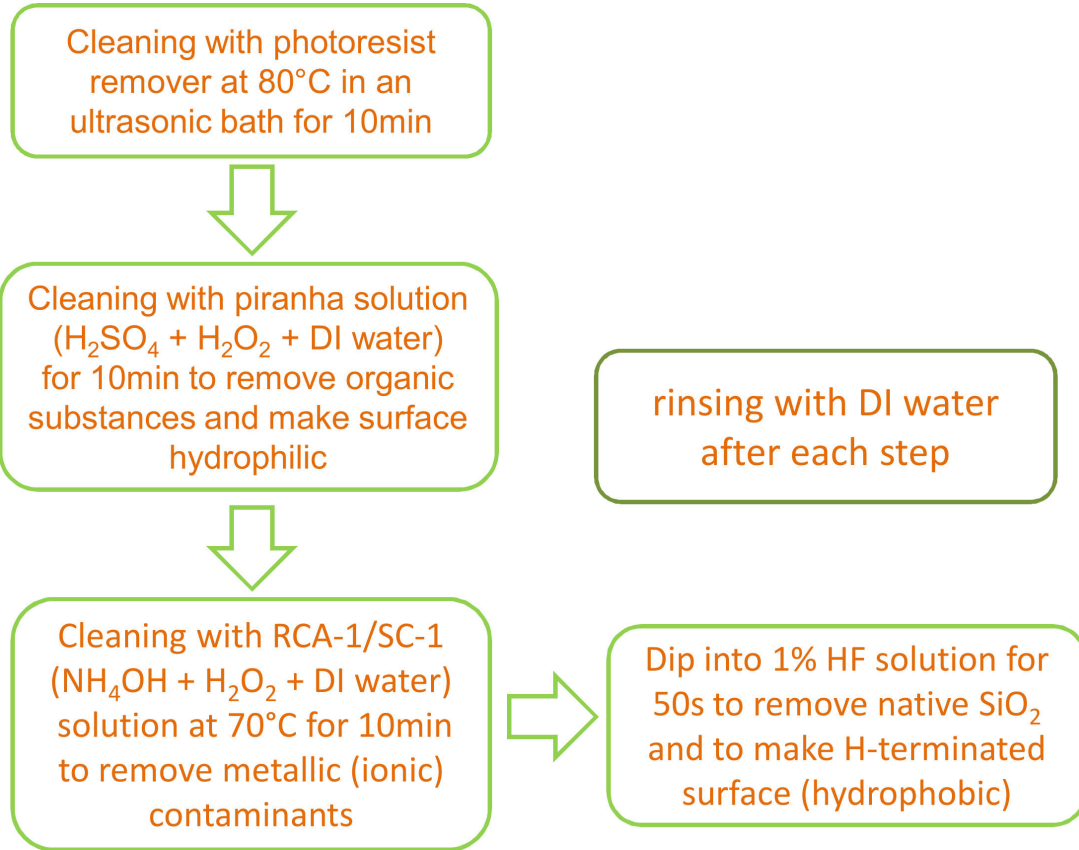 Cleaning with photoresist
remover at 80°C in an
ultrasonic bath for 10min
Cleaning with piranha solution
(H₂SO₄ + H₂O₂ + DI water)
for 10min to remove organic
substances and make surface
hydrophilic
rinsing with DI water
after each step
Cleaning with RCA-1/SC-1
(NH₄OH + H₂O₂ + DI water)
solution at 70°C for 10min
to remove metallic (ionic)
contaminants
Dip into 1% HF solution for
50s to remove native SiO₂
and to make H-terminated
surface (hydrophobic)